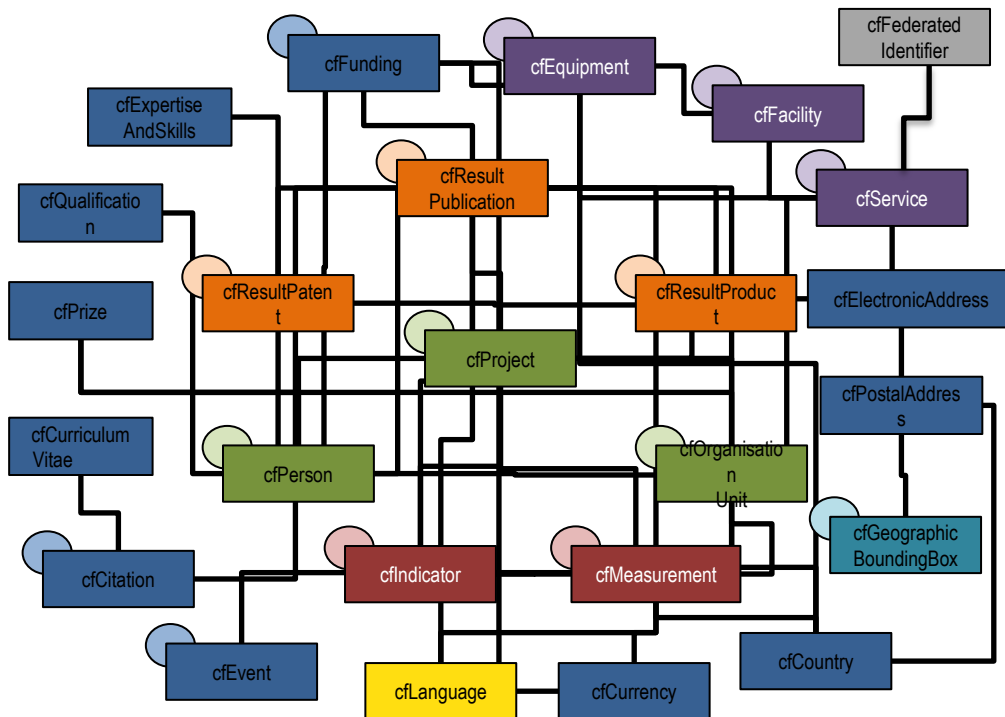 cfFunding
cfEquipment
cfFederated
Identifier
cfExpertise
AndSkills
cfFacility
cfResult
Publication
cfQualificatio
n
cfService
cfResultPaten
t
cfResultProduc
t
cfElectronicAddress
cfPrize
cfProject
cfPostalAddres
s
cfCurriculum
Vitae
cfPerson
cfOrganisatio
n
Unit
cfGeographic
BoundingBox
cfCitation
cfIndicator
cfMeasurement
cfEvent
cfCountry
cfLanguage
cfCurrency